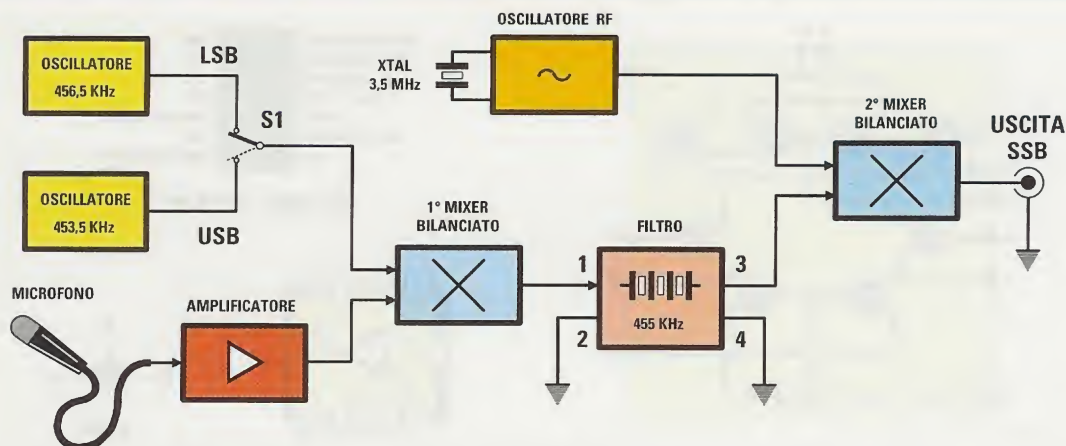 OSCILLATORE RF
OSCILLATORE
456,5 KHz
LSB
XTAL
3,5 MHz
S1
2° MIXER
BILANCIATO
USCITA
SSB
OSCILLATORE
453,5 KHz
USB
1° MIXER
BILANCIATO
FILTRO
1
3
455 KHz
2
4
MICROFONO
AMPLIFICATORE